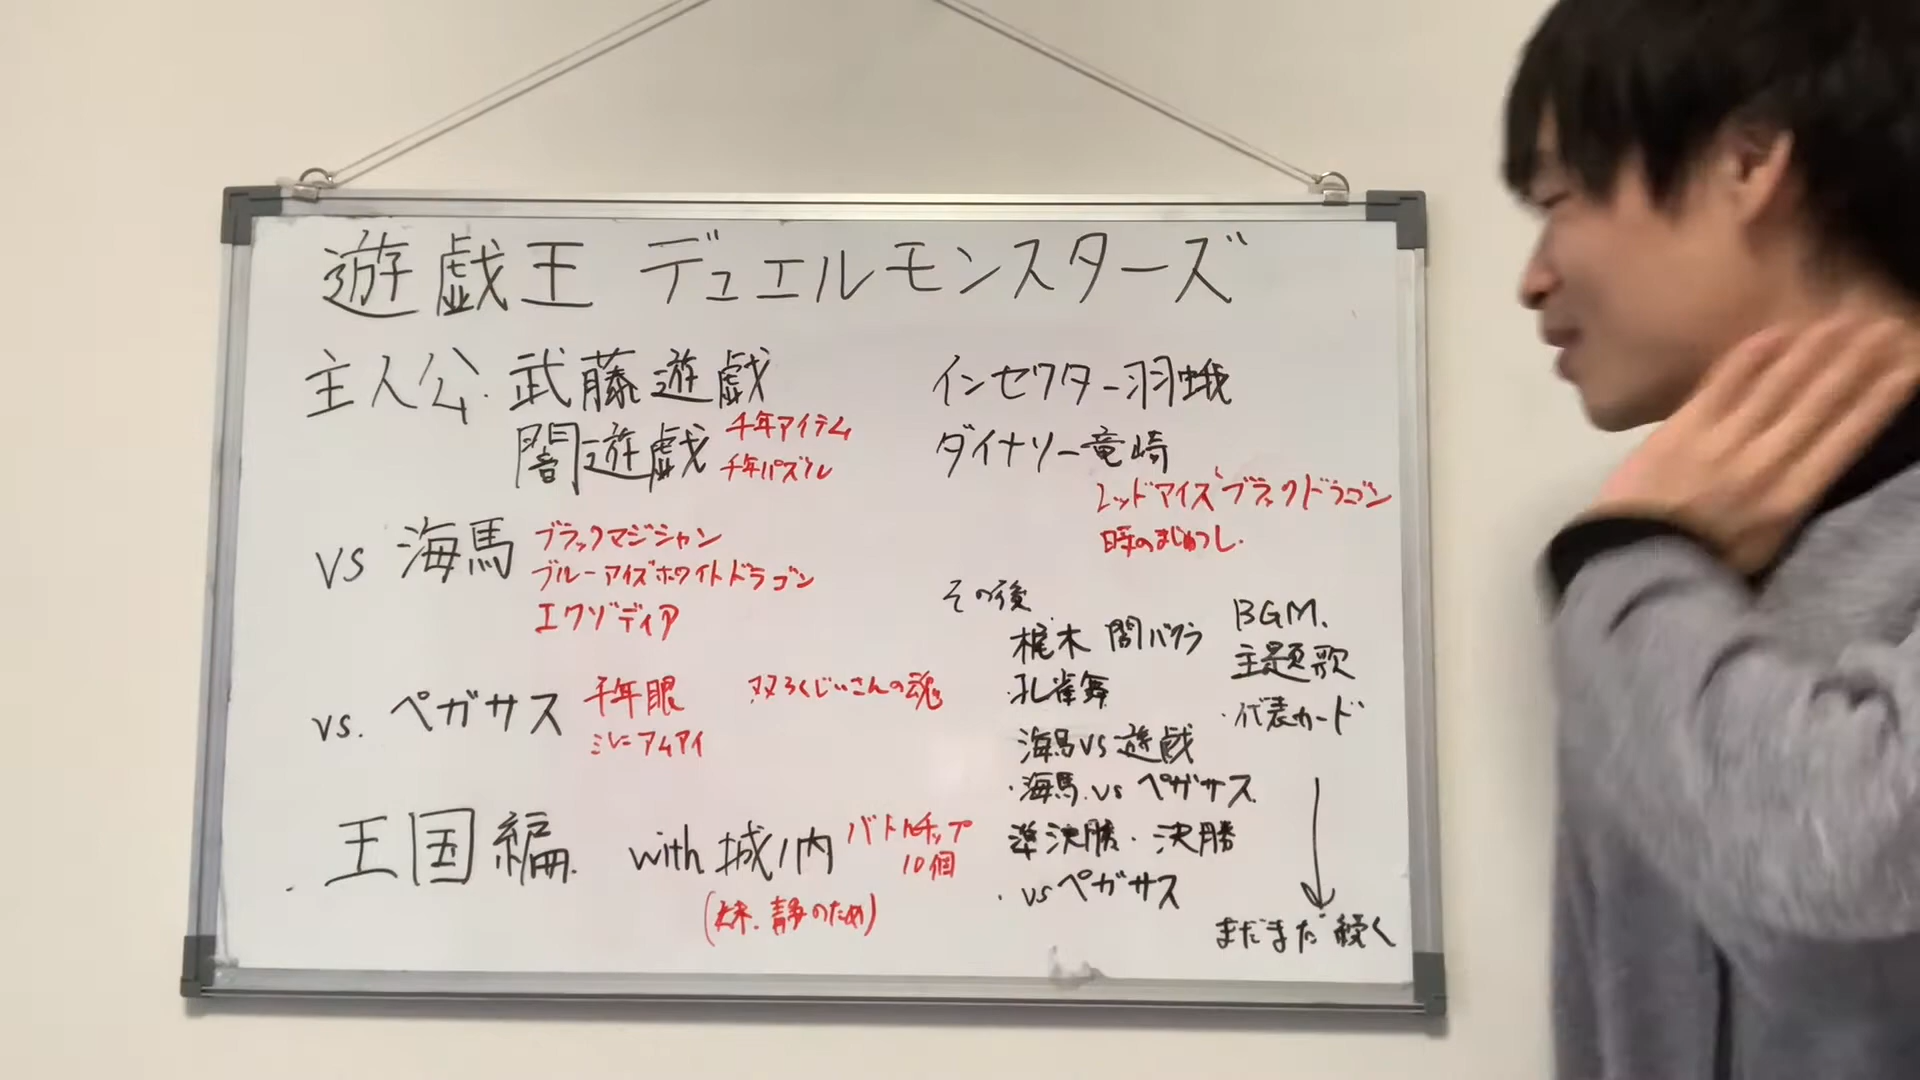 遊戯王 デュエルモンスターズ
主人公. 武藤遊戯
闇遊戯 千年アイテム
千年パズル
vs 海馬 ブラックマジシャン
ブルーアイズホワイトドラゴン
エクゾディア
vs. ペガサス 千年眼 双ろくじいさんの魂
ミレニアムアイ
王国編. with 城ノ内 バトルチップ
10個
(妹. 静のため)
インセクター羽蛾
ダイナソー竜崎
レッドアイズブラックドラゴン
時のまじゅつし.
その後
梶木 闇バクラ
孔雀舞
海馬vs遊戯
・海馬.vs ペガサス
準決勝・決勝
・vsペガサス
BGM.
主題歌
・代表カード
↓
まだまだ続く